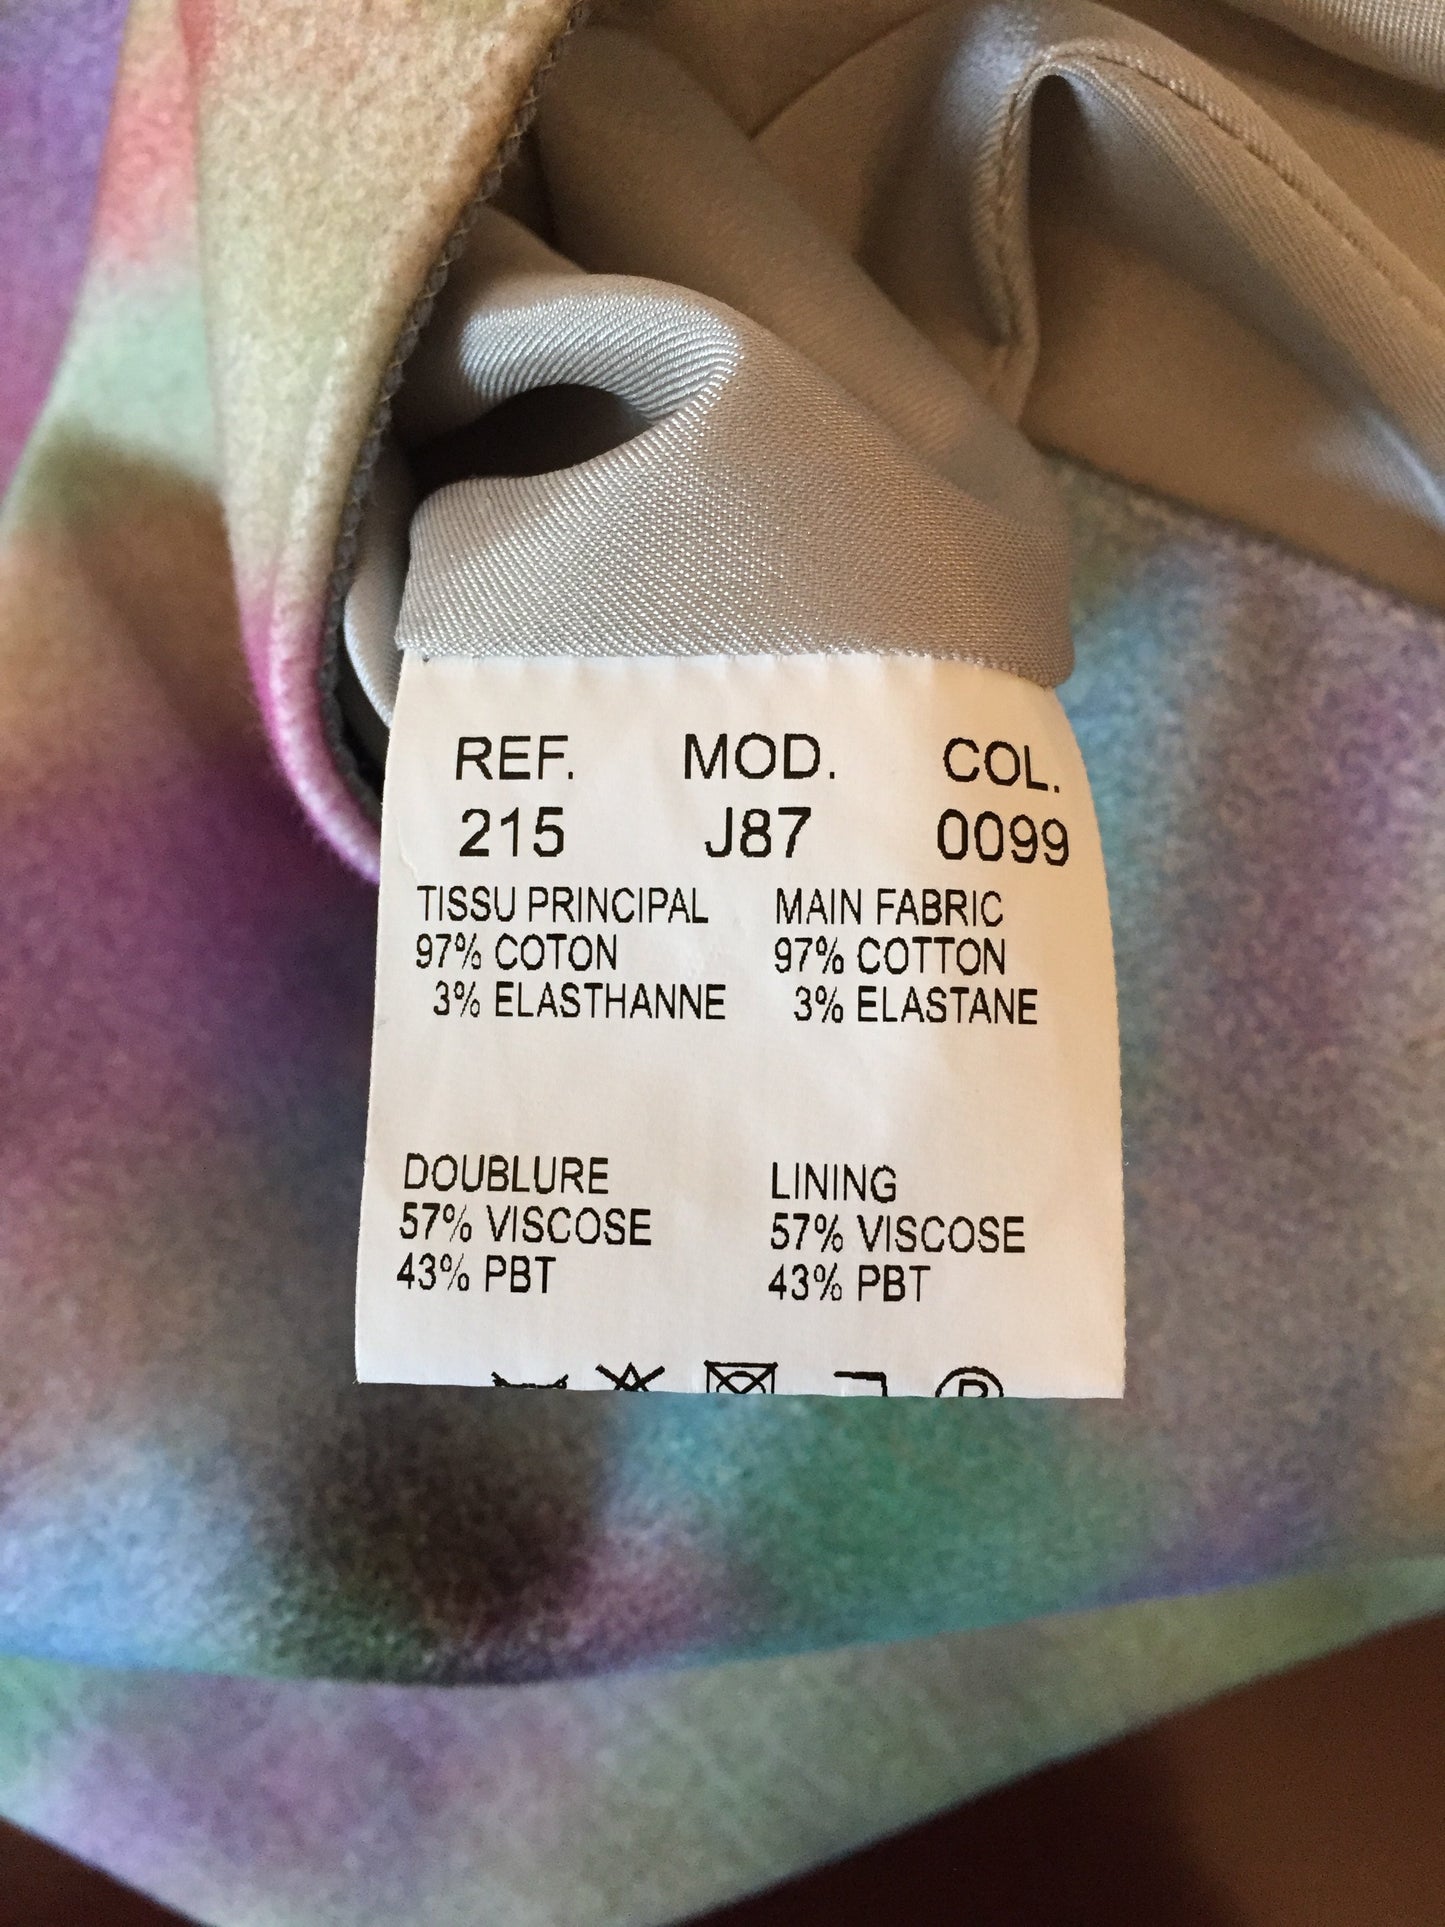 REF. MOD. COL.
215 J87 0099
TISSU PRINCIPAL MAIN FABRIC
97% COTON 97% COTTON
3% ELASTHANNE 3% ELASTANE
DOUBLURE LINING
57% VISCOSE 57% VISCOSE
43% PBT 43% PBT
P